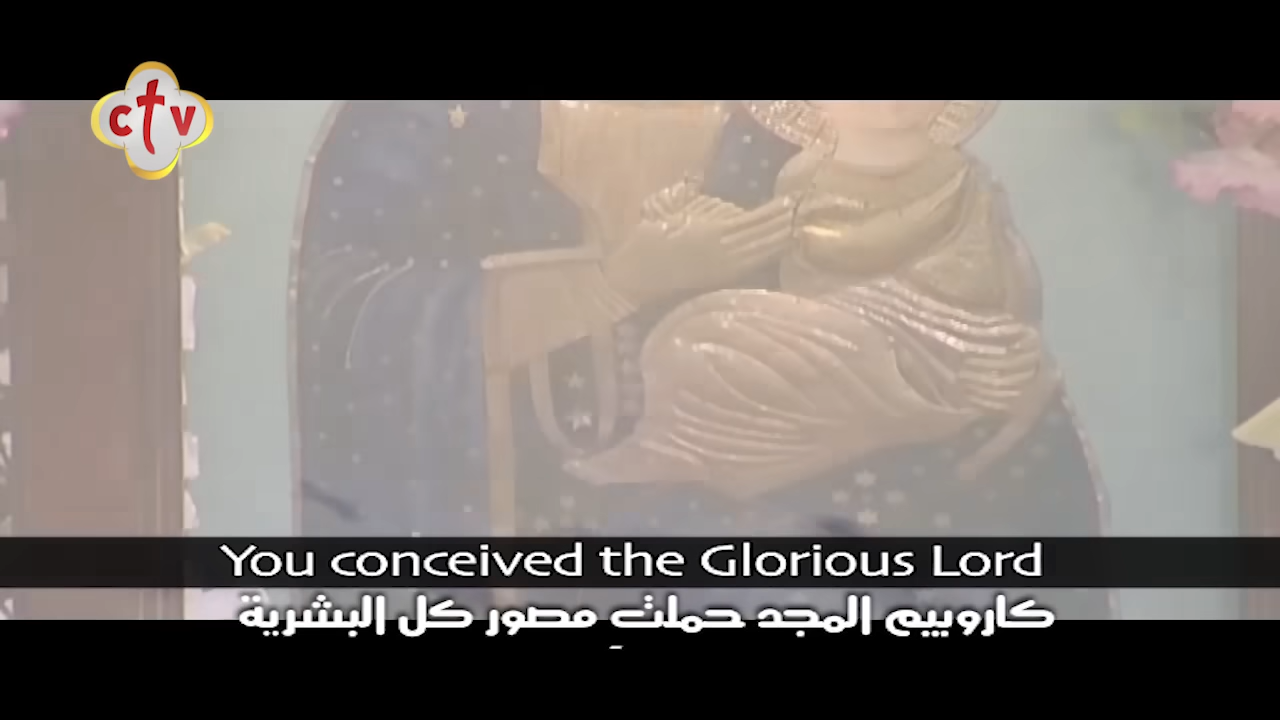 ctv
You conceived the Glorious Lord
كاروبيم المجد حملتِ مصور كل البشرية